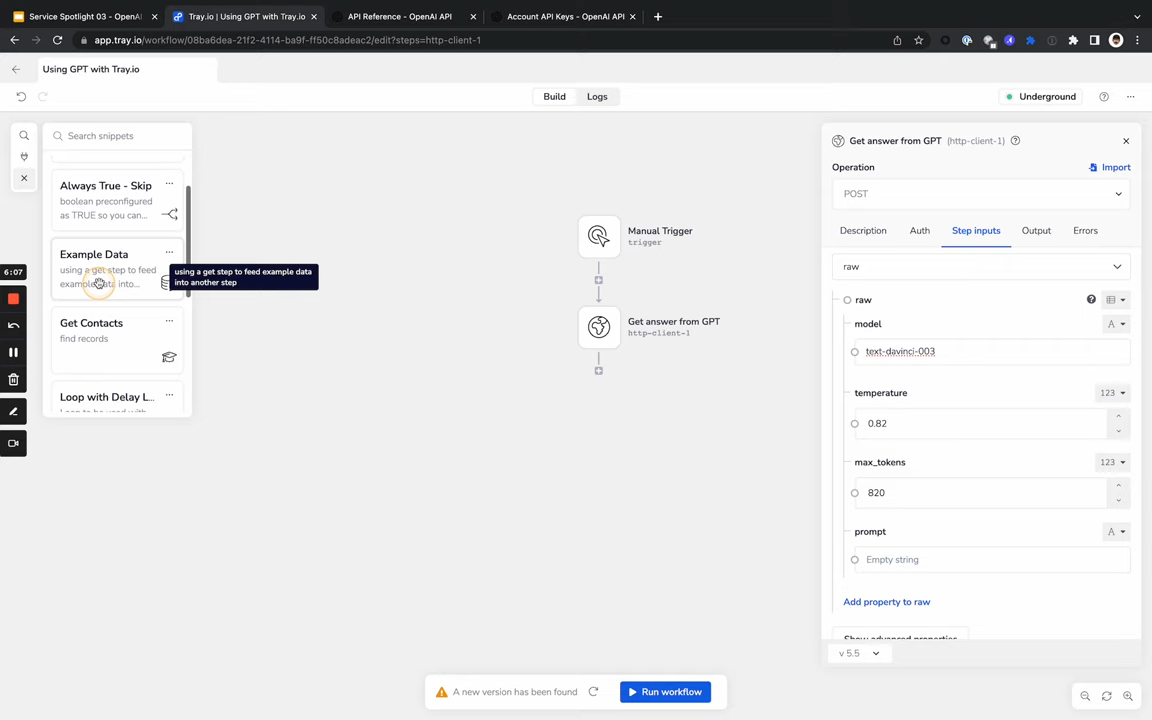 Service Spotlight 03 - OpenAI
Tray.io | Using GPT with Tray.io
API Reference - OpenAI API
Account API Keys - OpenAI API
app.tray.io/workflow/08ba6dea-21f2-4114-ba9f-ff50c8adeac2/edit?steps=http-client-1
Using GPT with Tray.io
Build
Logs
Underground
Search snippets
Always True - Skip
boolean preconfigured
as TRUE so you can...
Example Data
using a get step to feed
example data into...
using a get step to feed example data
into another step
Get Contacts
find records
Loop with Delay L...
6:07
Manual Trigger
trigger
Get answer from GPT
http-client-1
Get answer from GPT (http-client-1)
Operation
Import
POST
Description
Auth
Step inputs
Output
Errors
raw
raw
model
A
text-davinci-003
temperature
123
0.82
max_tokens
123
820
prompt
A
Empty string
Add property to raw
Show advanced properties
v 5.5
A new version has been found
Run workflow